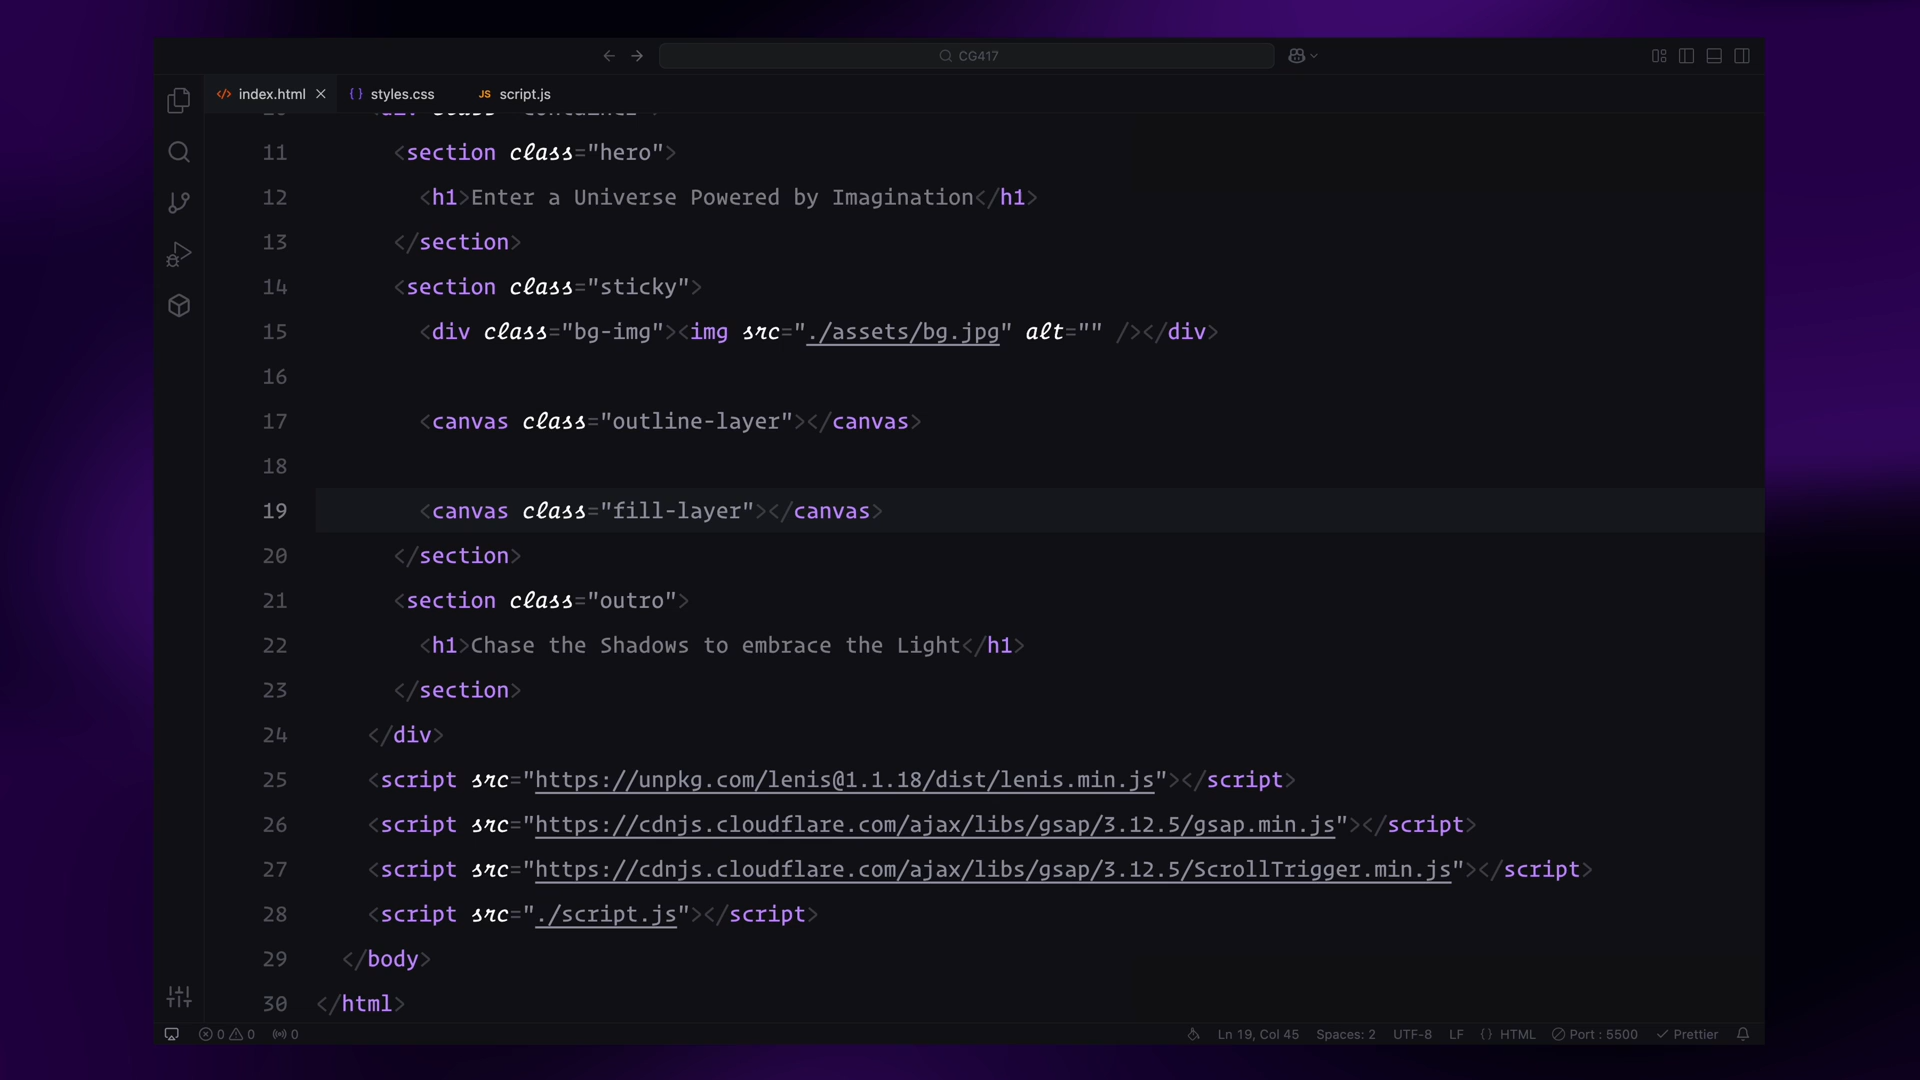 CG417
index.html
styles.css
JS script.js
11 <section class="hero">
12 <h1>Enter a Universe Powered by Imagination</h1>
13 </section>
14 <section class="sticky">
15 <div class="bg-img"><img src="./assets/bg.jpg" alt="" /></div>
16
17 <canvas class="outline-layer"></canvas>
18
19 <canvas class="fill-layer"></canvas>
20 </section>
21 <section class="outro">
22 <h1>Chase the Shadows to embrace the Light</h1>
23 </section>
24 </div>
25 <script src="https://unpkg.com/lenis@1.1.18/dist/lenis.min.js"></script>
26 <script src="https://cdnjs.cloudflare.com/ajax/libs/gsap/3.12.5/gsap.min.js"></script>
27 <script src="https://cdnjs.cloudflare.com/ajax/libs/gsap/3.12.5/ScrollTrigger.min.js"></script>
28 <script src="./script.js"></script>
29 </body>
30 </html>
0 0 0 Ln 19, Col 45 Spaces: 2 UTF-8 LF {} HTML Port : 5500 Prettier